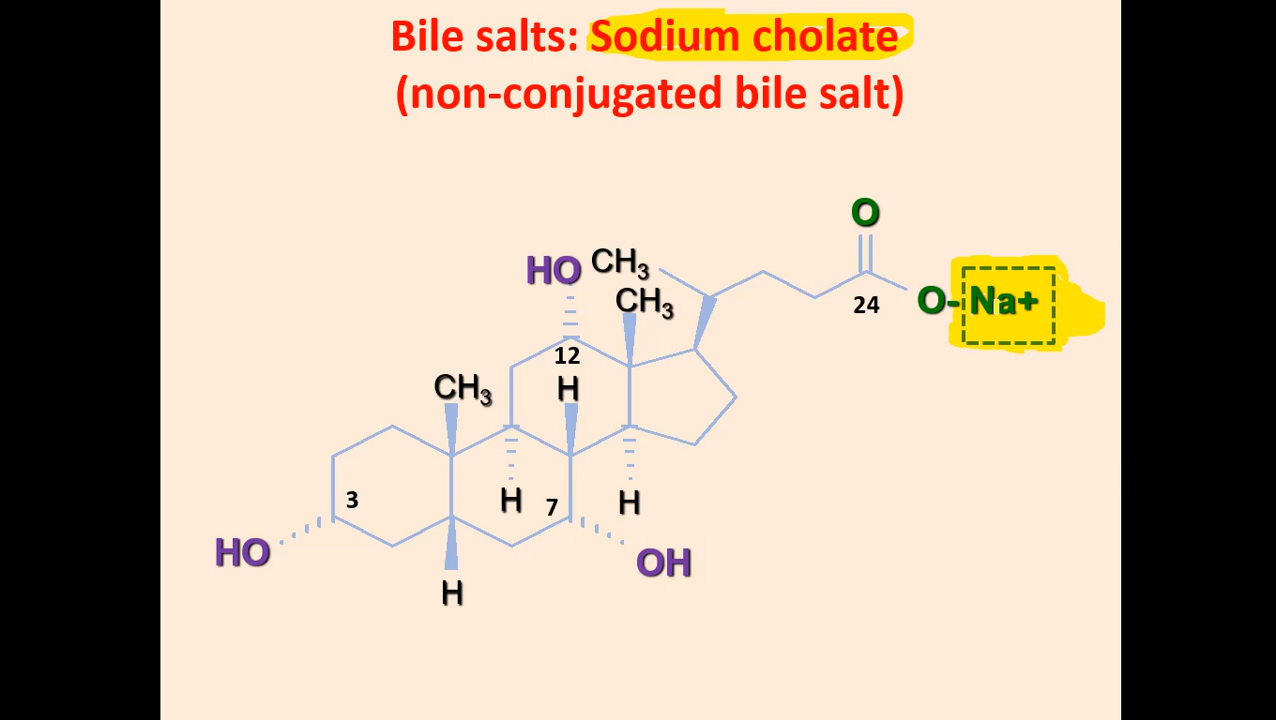 Bile salts: Sodium cholate
(non-conjugated bile salt)
O
HO CH₃
CH₃ 24 O- Na+
12
CH₃ H
3 H 7 H
HO OH
H